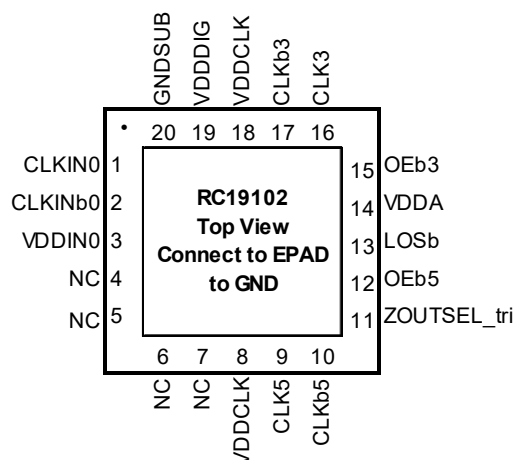 GNDSUB
VDDDIG
VDDCLK
CLKb3
CLK3
20 19 18 17 16
CLKIN0 1
CLKINb0 2
VDDIN0 3
NC 4
NC 5
RC19102
Top View
Connect to EPAD
to GND
15 OEb3
14 VDDA
13 LOSb
12 OEb5
11 ZOUTSEL_tri
6 7 8 9 10
NC
NC
VDDCLK
CLK5
CLKb5